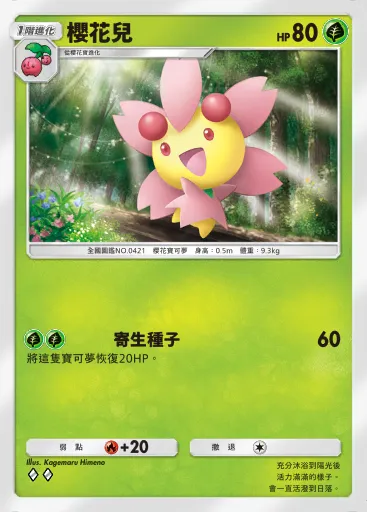 1階進化
櫻花兒
HP 80
從櫻花寶進化
全國圖鑑NO.0421 櫻花寶可夢 身高:0.5m 體重:9.3kg
寄生種子 60
將這隻寶可夢恢復20HP。
弱點 +20
撤退
Illus. Kagemaru Himeno
充分沐浴到陽光後
活力滿滿的樣子。
會一直活潑到日落。